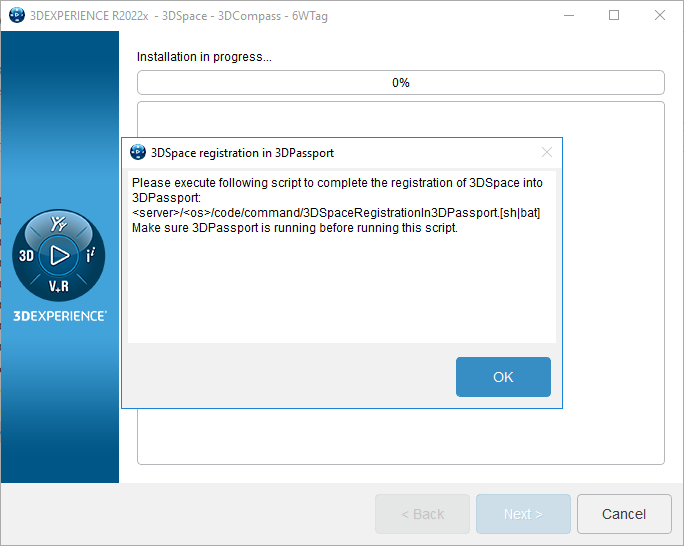 3DEXPERIENCE R2022x - 3DSpace - 3DCompass - 6WTag
Installation in progress...
0%
3DSpace registration in 3DPassport
Please execute following script to complete the registration of 3DSpace into
3DPassport:
<server>/<os>/code/command/3DSpaceRegistrationIn3DPassport.[sh|bat]
Make sure 3DPassport is running before running this script.
3D
i²
V+R
3DEXPERIENCE
OK
< Back
Next >
Cancel